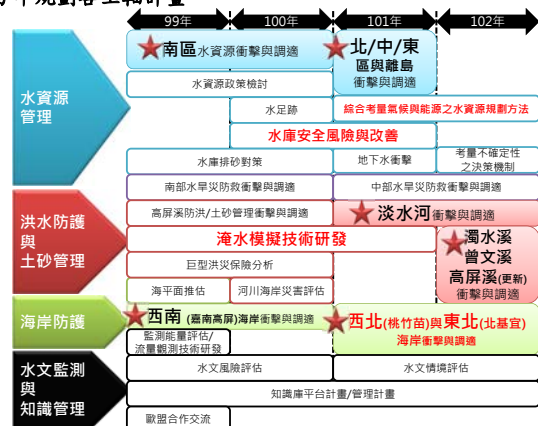 99年 100年 101年 102年
水資源
管理
南區水資源衝擊與調適
北/中/東
區與離島
衝擊與調適
水資源政策檢討
水足跡
綜合考量氣候與能源之水資源規劃方法
水庫安全風險與改善
水庫排砂對策
地下水衝擊
考量不確定性
之決策機制
南部水旱災防救衝擊與調適
中部水旱災防救衝擊與調適
洪水防護
與
土砂管理
高屏溪防洪/土砂管理衝擊與調適
淡水河衝擊與調適
淹水模擬技術研發
濁水溪
曾文溪
高屏溪(更新)
衝擊與調適
巨型洪災保險分析
海平面推估
河川海岸災害評估
海岸防護
西南(嘉南高屏)海岸衝擊與調適
西北(桃竹苗)與東北(北基宜)
海岸衝擊與調適
監測能量評估/
流量觀測技術研發
水文監測
與
知識管理
水文風險評估
水文情境評估
知識庫平台計畫/管理計畫
歐盟合作交流